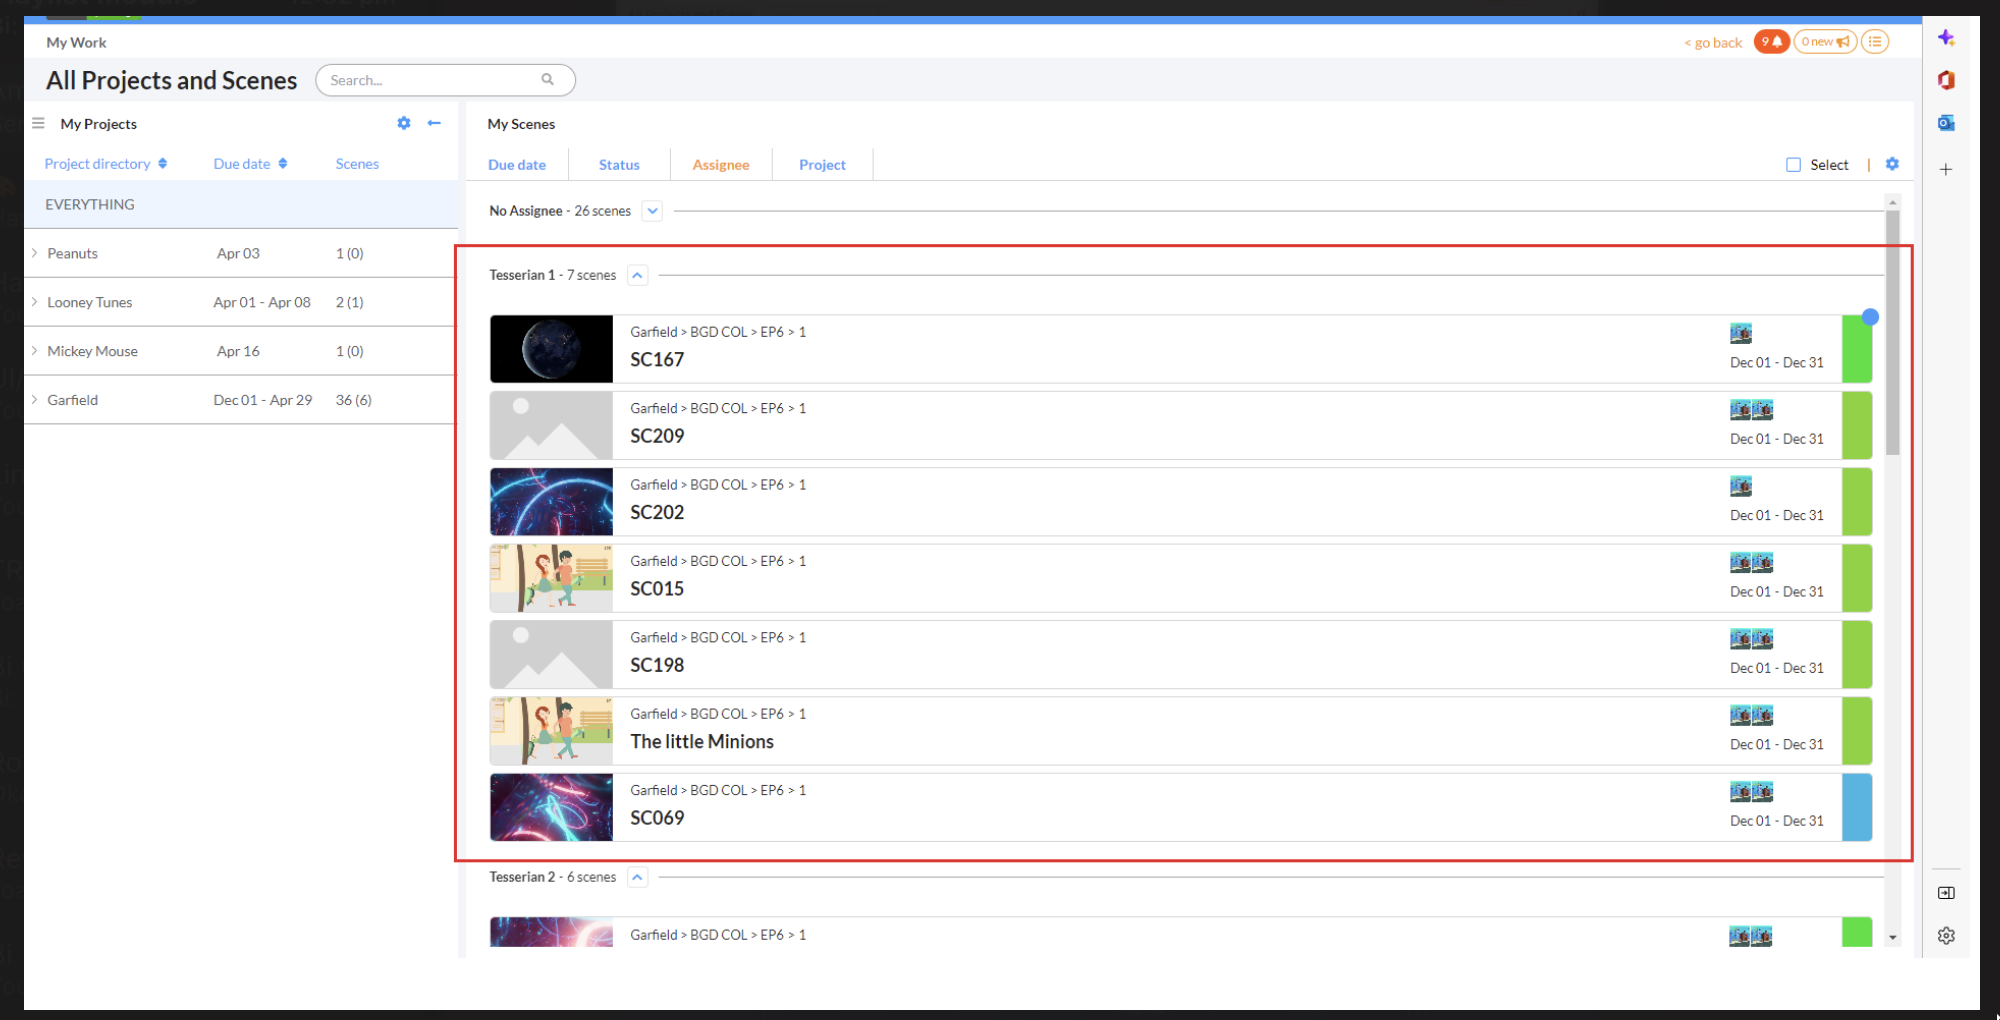 My Work
< go back
9
0 new
All Projects and Scenes
Search...
My Projects
Project directory
Due date
Scenes
EVERYTHING
Peanuts
Apr 03
1 (0)
Looney Tunes
Apr 01 - Apr 08
2 (1)
Mickey Mouse
Apr 16
1 (0)
Garfield
Dec 01 - Apr 29
36 (6)
My Scenes
Due date
Status
Assignee
Project
Select
No Assignee - 26 scenes
Tesserian 1 - 7 scenes
Garfield > BGD COL > EP6 > 1
SC167
Dec 01 - Dec 31
Garfield > BGD COL > EP6 > 1
SC209
Dec 01 - Dec 31
Garfield > BGD COL > EP6 > 1
SC202
Dec 01 - Dec 31
Garfield > BGD COL > EP6 > 1
SC015
Dec 01 - Dec 31
Garfield > BGD COL > EP6 > 1
SC198
Dec 01 - Dec 31
Garfield > BGD COL > EP6 > 1
The little Minions
Dec 01 - Dec 31
Garfield > BGD COL > EP6 > 1
SC069
Dec 01 - Dec 31
Tesserian 2 - 6 scenes
Garfield > BGD COL > EP6 > 1